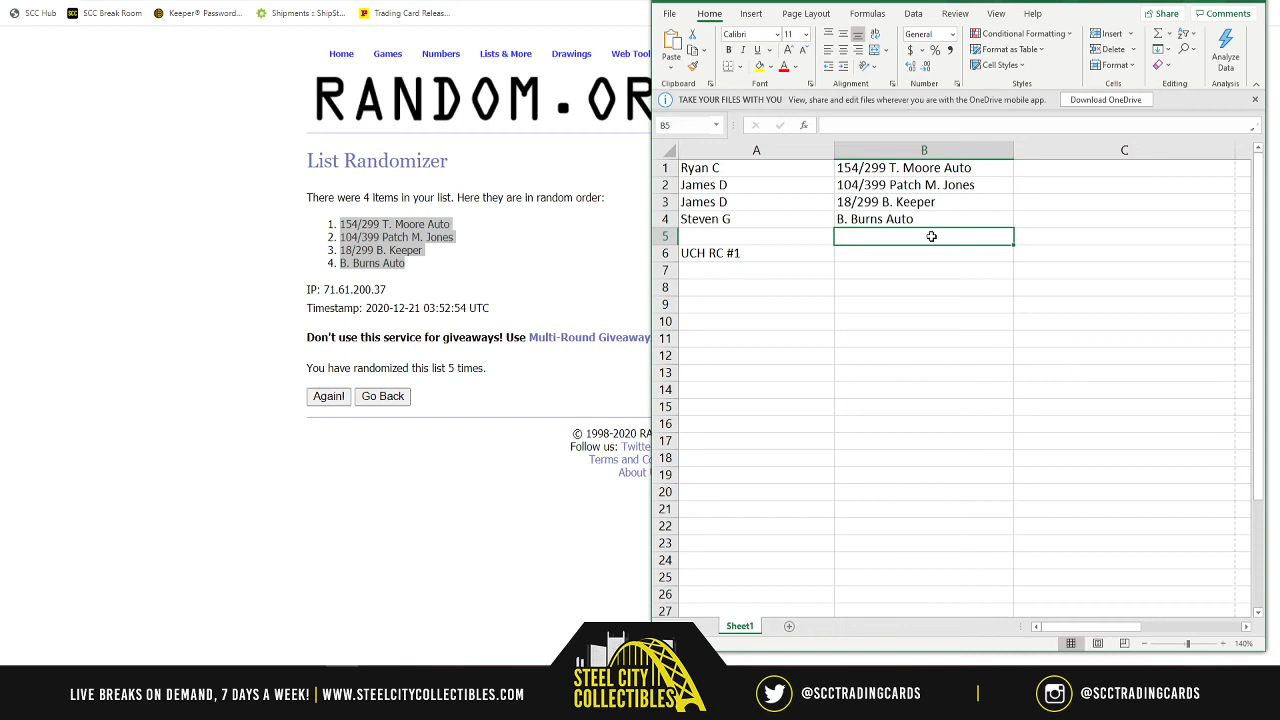 SCC Hub SCC Break Room Keeper® Password... Shipments :: ShipSt... Trading Card Releas...
Home Games Numbers Lists & More Drawings Web Tool
RANDOM.OR
List Randomizer
There were 4 items in your list. Here they are in random order:
1. 154/299 T. Moore Auto
2. 104/399 Patch M. Jones
3. 18/299 B. Keeper
4. B. Burns Auto
IP: 71.61.200.37
Timestamp: 2020-12-21 03:52:54 UTC
Don't use this service for giveaways! Use Multi-Round Giveaway
You have randomized this list 5 times.
Again! Go Back
© 1998-2020 RA
Follow us: Twitte
Terms and Co
About
File Home Insert Page Layout Formulas Data Review View Help Share Comments
Paste
Calibri 11
B I U A A
General
$ % 9
Conditional Formatting
Format as Table
Cell Styles
Insert
Delete
Format
Analyze
Data
Clipboard Font Alignment Number Styles Cells Editing Analysis
TAKE YOUR FILES WITH YOU View, share and edit files wherever you are with the OneDrive mobile app. Download OneDrive
B5 fx
A B C
1 Ryan C 154/299 T. Moore Auto
2 James D 104/399 Patch M. Jones
3 James D 18/299 B. Keeper
4 Steven G B. Burns Auto
5
6 UCH RC #1
7
8
9
10
11
12
13
14
15
16
17
18
19
20
21
22
23
24
25
26
27
Sheet1
140%
LIVE BREAKS ON DEMAND, 7 DAYS A WEEK! | WWW.STEELCITYCOLLECTIBLES.COM
STEEL CITY
COLLECTIBLES
@SCCTRADINGCARDS | @SCCTRADINGCARDS